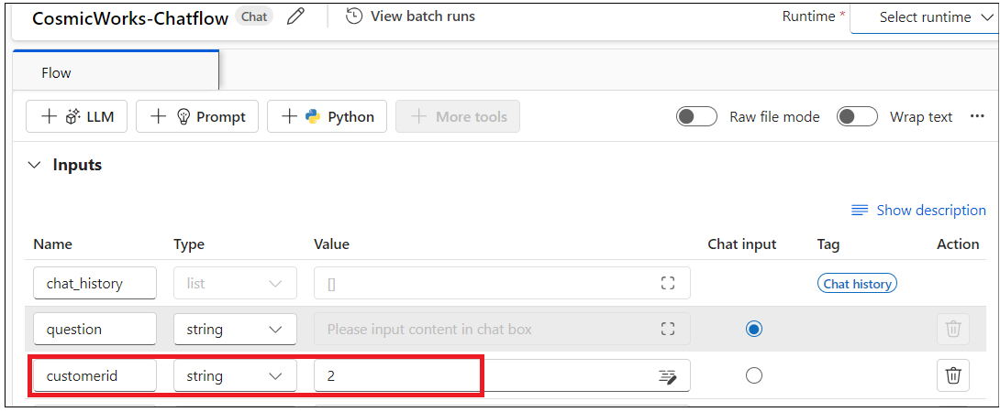 CosmicWorks-Chatflow Chat View batch runs Runtime * Select runtime
Flow
+ LLM + Prompt + Python + More tools Raw file mode Wrap text ...
Inputs
Show description
Name Type Value Chat input Tag Action
chat_history list [] Chat history
question string Please input content in chat box
customerid string 2